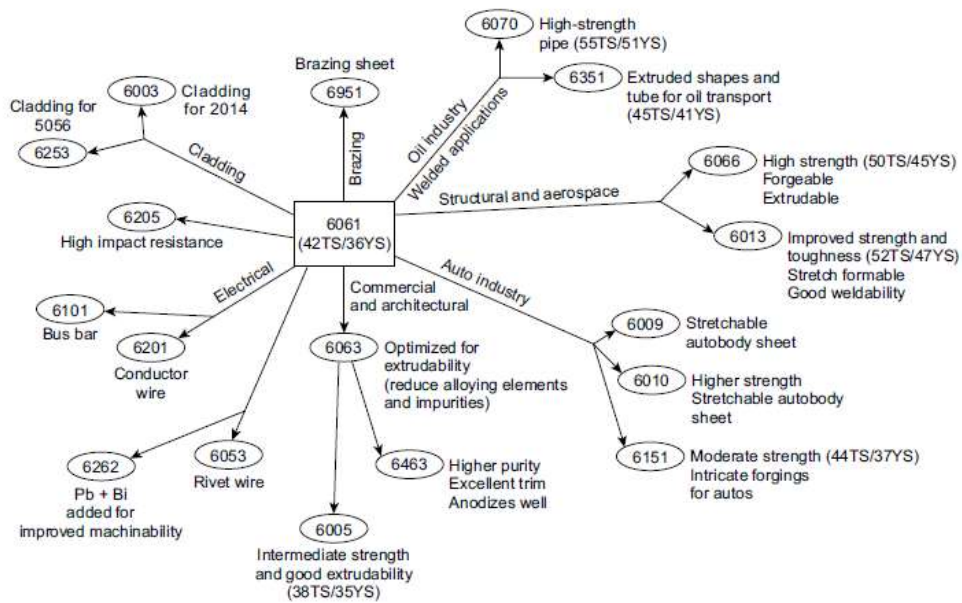 6070
High-strength
pipe (55TS/51YS)
6351
Extruded shapes and
tube for oil transport
(45TS/41YS)
Oil industry
Welded applications
Brazing sheet
6951
Brazing
6003
Cladding
for 2014
Cladding for
5056
6253
Cladding
6066
High strength (50TS/45YS)
Forgeable
Extrudable
Structural and aerospace
6013
Improved strength and
toughness (52TS/47YS)
Stretch formable
Good weldability
6205
High impact resistance
6061
(42TS/36YS)
Electrical
6101
Bus bar
6201
Conductor
wire
Commercial
and architectural
Auto industry
6009
Stretchable
autobody sheet
6010
Higher strength
Stretchable autobody
sheet
6151
Moderate strength (44TS/37YS)
Intricate forgings
for autos
6063
Optimized for
extrudability
(reduce alloying elements
and impurities)
6463
Higher purity
Excellent trim
Anodizes well
6053
Rivet wire
6262
Pb + Bi
added for
improved machinability
6005
Intermediate strength
and good extrudability
(38TS/35YS)